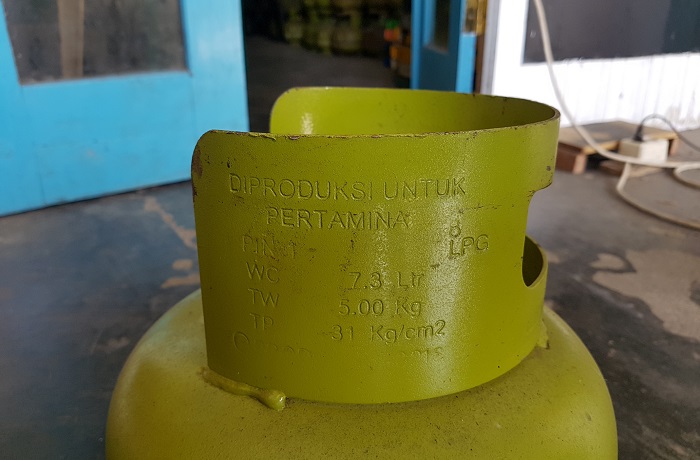 DIPRODUKSI UNTUK
PERTAMINA
LPG
WC 7.3 Ltr
TW 5.00 Kg
TP 31 Kg/cm2